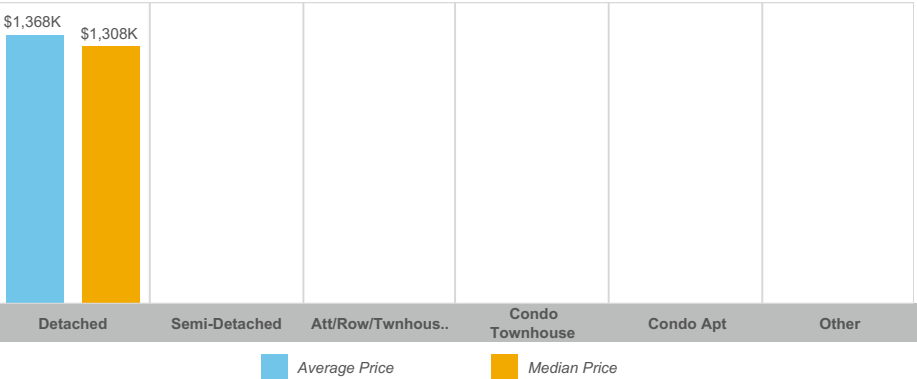 $1,368K
$1,308K
Detached
Semi-Detached
Att/Row/Twnhous..
Condo
Townhouse
Condo Apt
Other
Average Price
Median Price